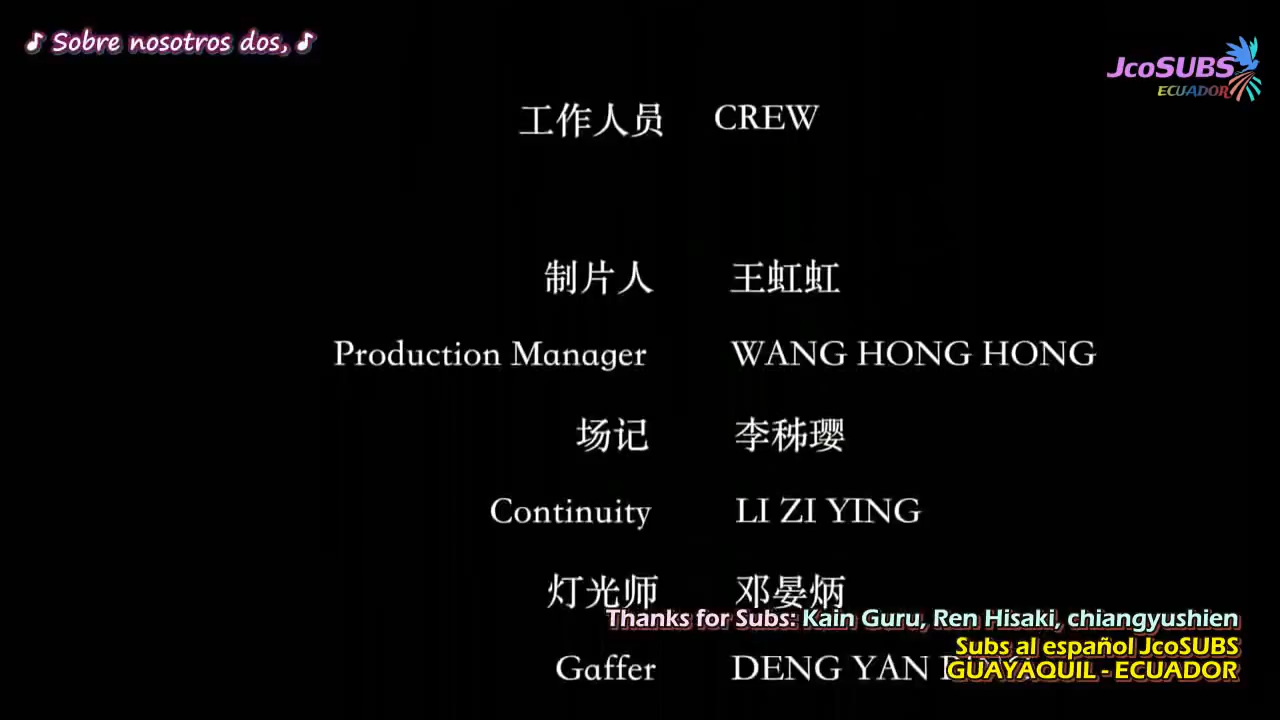 ♪ Sobre nosotros dos, ♪
JcoSUBS
ECUADOR
工作人员 CREW
制片人 王虹虹
Production Manager WANG HONG HONG
场记 李秭璎
Continuity LI ZI YING
灯光师 邓晏炳
Thanks for Subs: Kain Guru, Ren Hisaki, chiangyushien
Subs al español JcoSUBS
Gaffer DENG YAN
GUAYAQUIL - ECUADOR